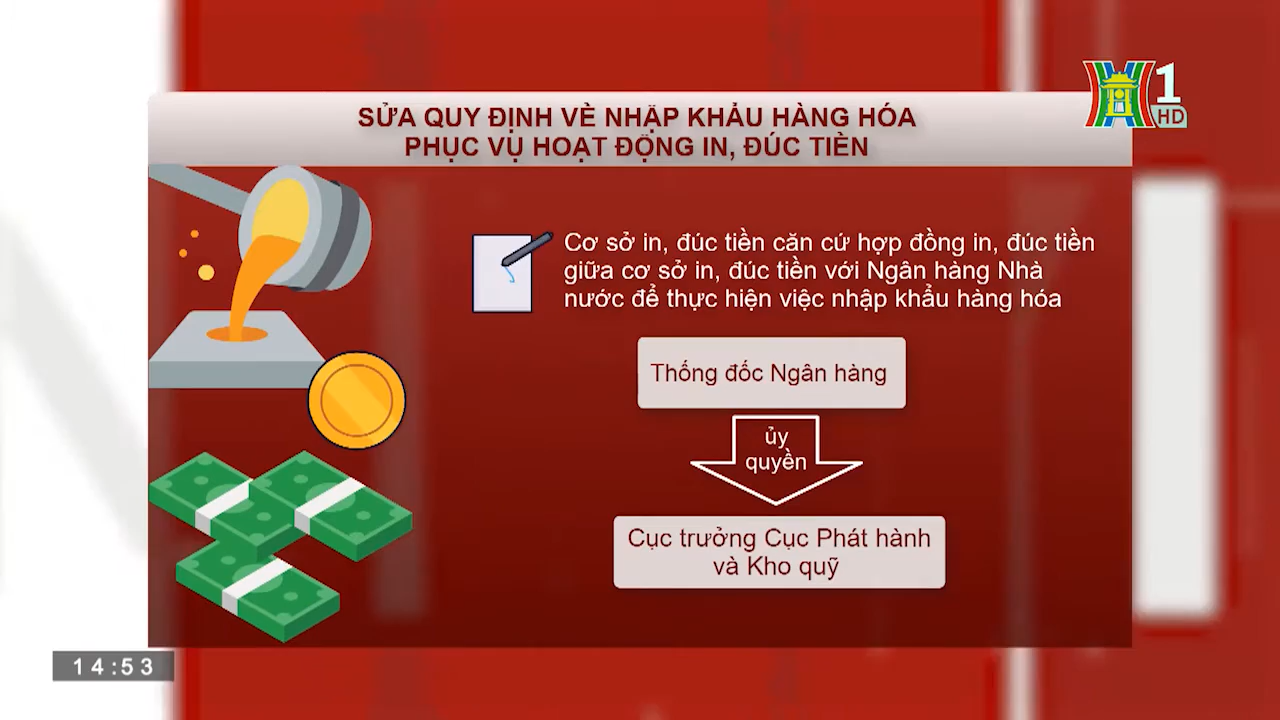 SỬA QUY ĐỊNH VỀ NHẬP KHẨU HÀNG HÓA
PHỤC VỤ HOẠT ĐỘNG IN, ĐÚC TIỀN
1
HD
Cơ sở in, đúc tiền căn cứ hợp đồng in, đúc tiền
giữa cơ sở in, đúc tiền với Ngân hàng Nhà
nước để thực hiện việc nhập khẩu hàng hóa
Thống đốc Ngân hàng
ủy
quyền
Cục trưởng Cục Phát hành
và Kho quỹ
14:53